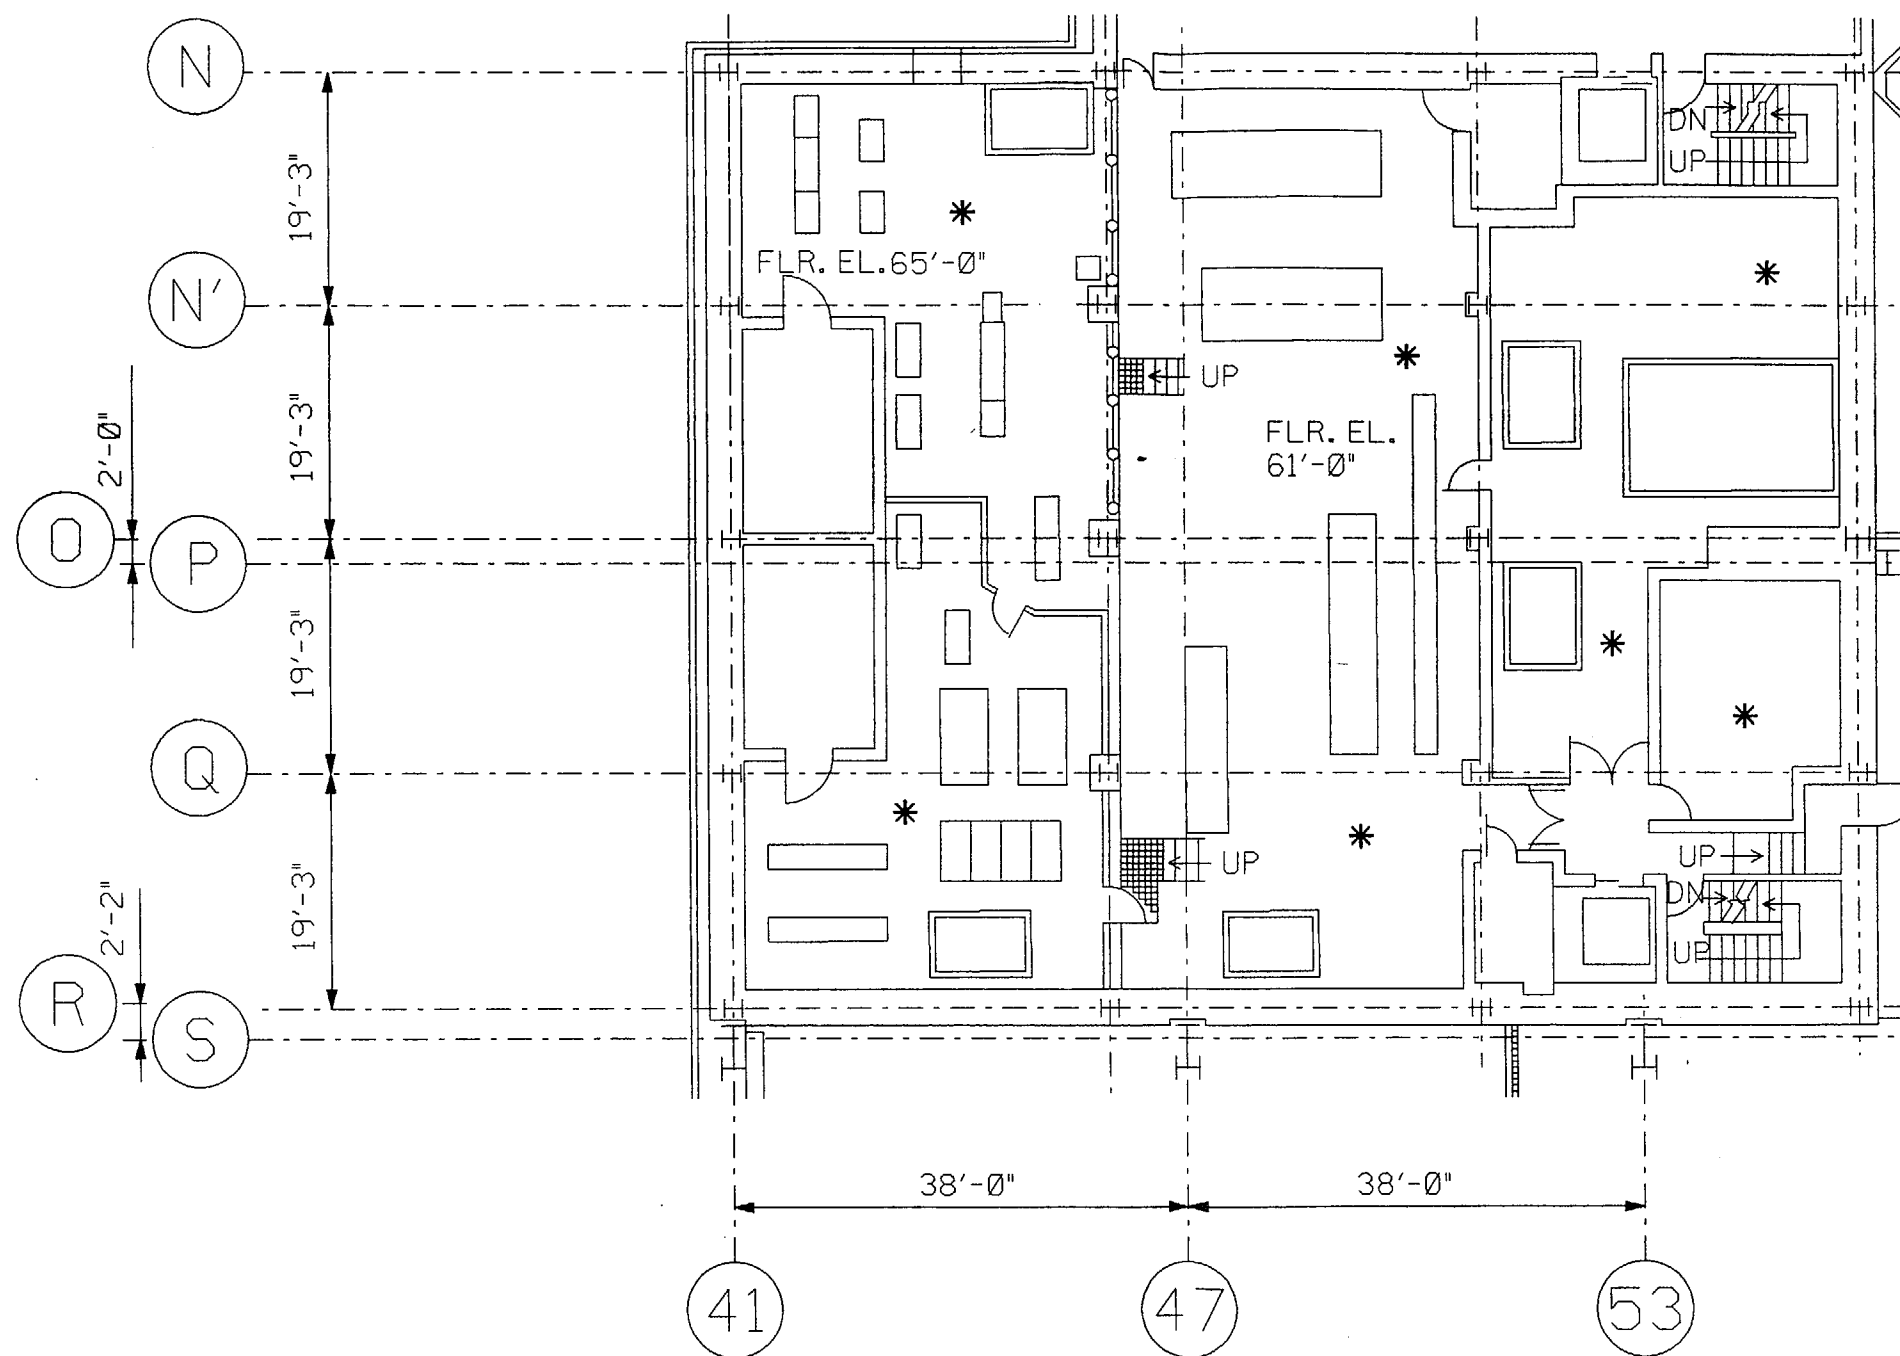 N
DN
UP
19'-3"
FLR. EL. 65'-0"
N'
UP
2'-0"
19'-3"
FLR. EL.
61'-0"
O
P
19'-3"
Q
UP
UP
19'-3"
DN
2'-2"
UP
R
S
38'-0"
38'-0"
41
47
53